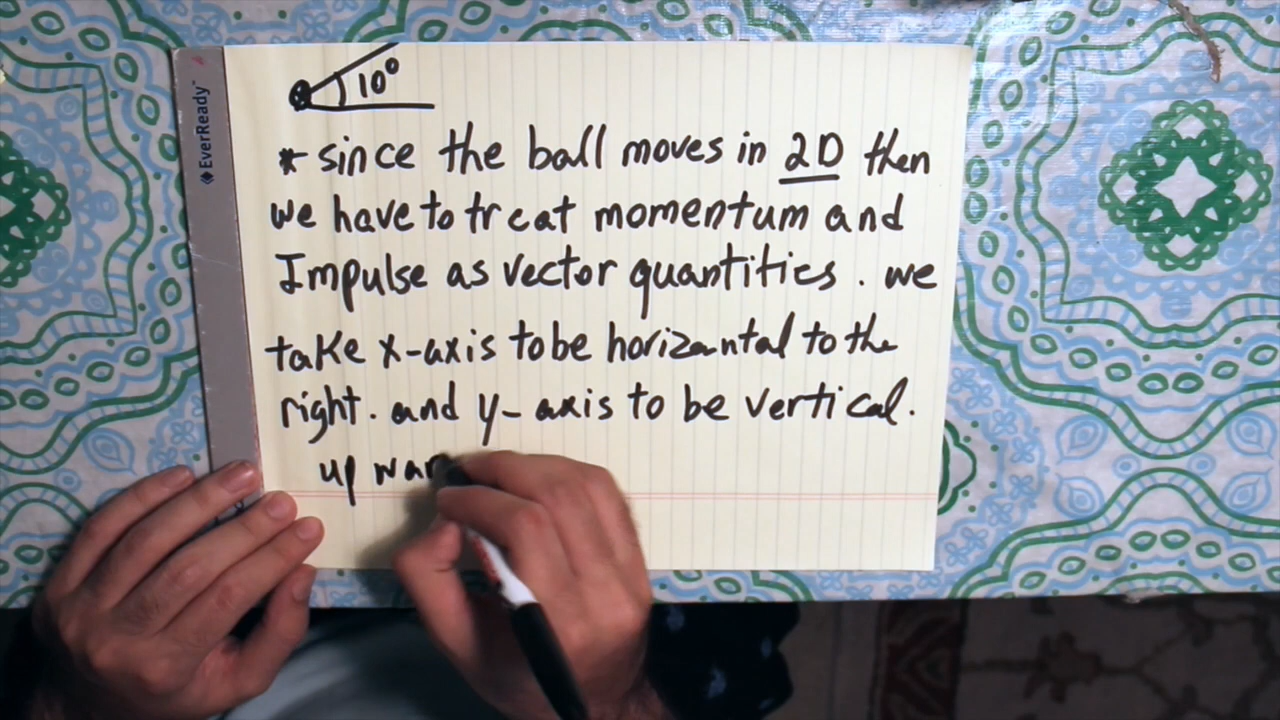 EverReady
10°
* since the ball moves in 2D then
we have to treat momentum and
Impulse as vector quantities. we
take x-axis to be horizantal to the
right. and y-axis to be vertical.
up war